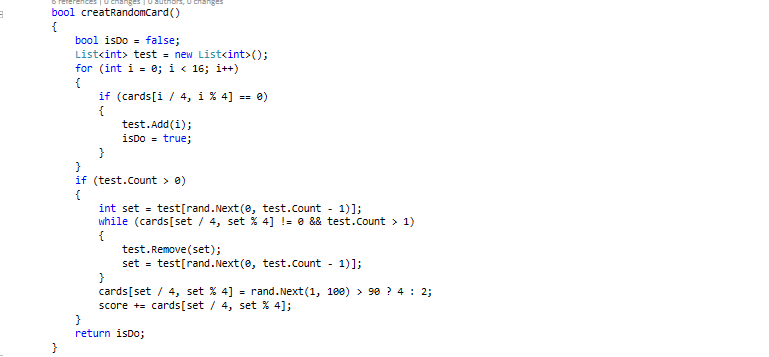 6 references | 0 changes | 0 authors, 0 changes
bool creatRandomCard()
{
bool isDo = false;
List<int> test = new List<int>();
for (int i = 0; i < 16; i++)
{
if (cards[i / 4, i % 4] == 0)
{
test.Add(i);
isDo = true;
}
}
if (test.Count > 0)
{
int set = test[rand.Next(0, test.Count - 1)];
while (cards[set / 4, set % 4] != 0 && test.Count > 1)
{
test.Remove(set);
set = test[rand.Next(0, test.Count - 1)];
}
cards[set / 4, set % 4] = rand.Next(1, 100) > 90 ? 4 : 2;
score += cards[set / 4, set % 4];
}
return isDo;
}